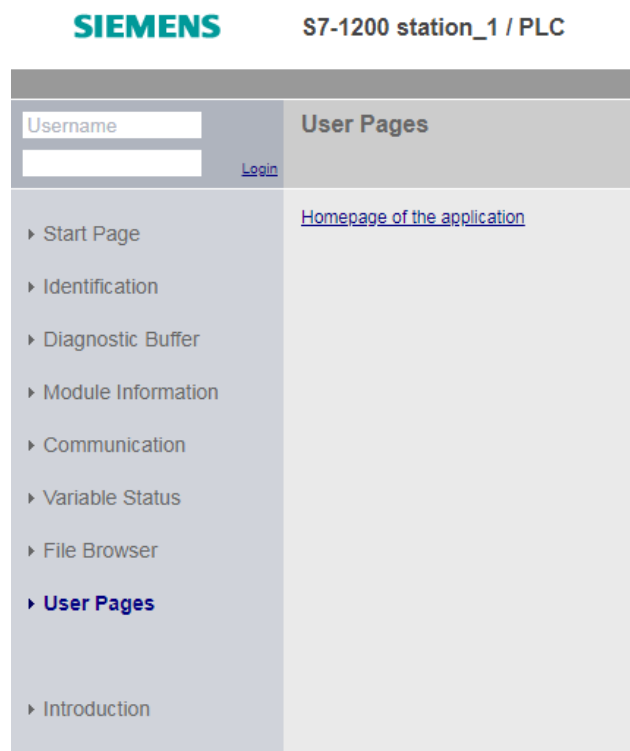 SIEMENS S7-1200 station_1 / PLC
Username
Login
User Pages
Start Page
Identification
Diagnostic Buffer
Module Information
Communication
Variable Status
File Browser
User Pages
Introduction
Homepage of the application